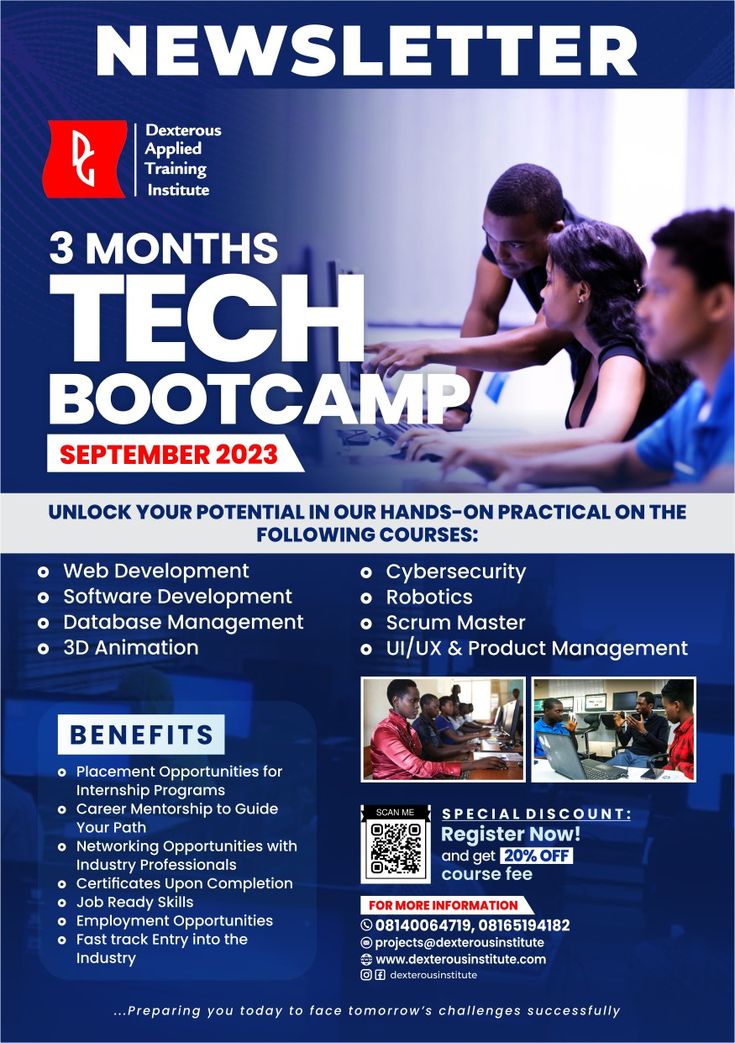 NEWSLETTER
Dexterous
Applied
Training
Institute
3 MONTHS
TECH
BOOTCAMP
SEPTEMBER 2023
UNLOCK YOUR POTENTIAL IN OUR HANDS-ON PRACTICAL ON THE
FOLLOWING COURSES:
Web Development
Software Development
Database Management
3D Animation
Cybersecurity
Robotics
Scrum Master
UI/UX & Product Management
BENEFITS
Placement Opportunities for
Internship Programs
Career Mentorship to Guide
Your Path
Networking Opportunities with
Industry Professionals
Certificates Upon Completion
Job Ready Skills
Employment Opportunities
Fast track Entry into the
Industry
SCAN ME
SPECIAL DISCOUNT:
Register Now!
and get 20% OFF
course fee
FOR MORE INFORMATION
08140064719, 08165194182
projects@dexterousinstitute
www.dexterousinstitute.com
dexterousinstitute
...Preparing you today to face tomorrow's challenges successfully